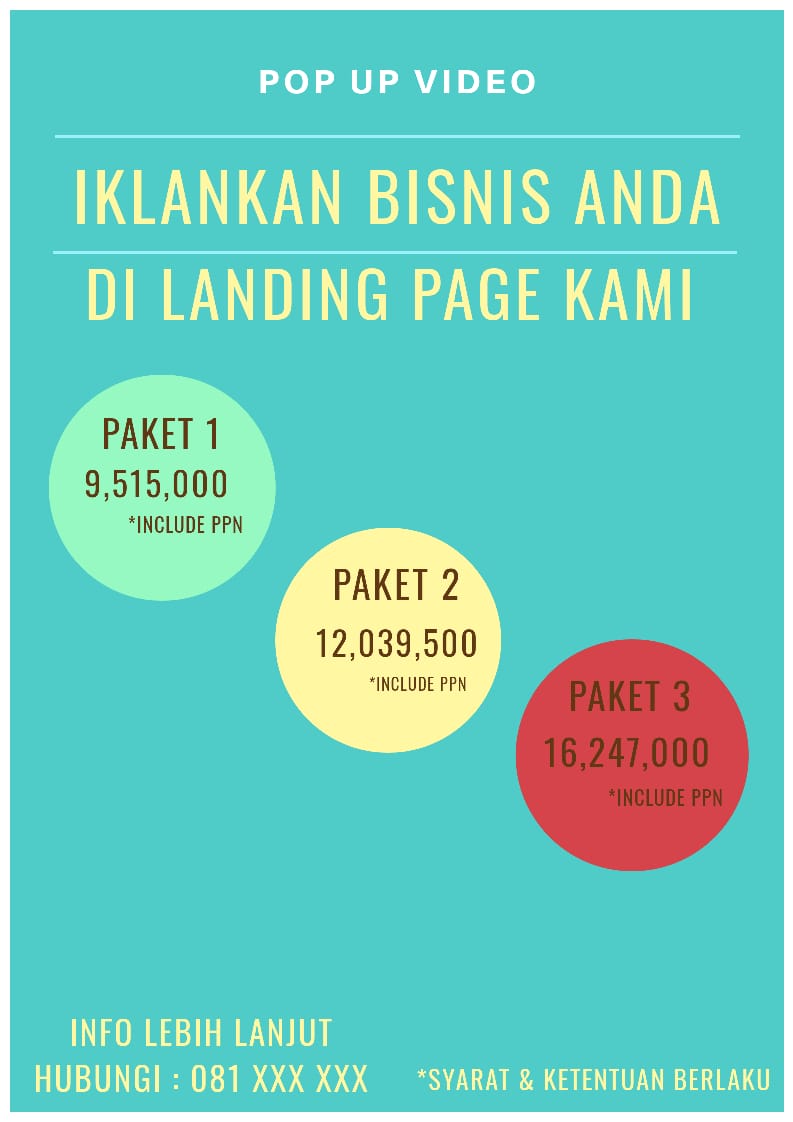 POP UP VIDEO
IKLANKAN BISNIS ANDA
DI LANDING PAGE KAMI
PAKET 1
9,515,000
*INCLUDE PPN
PAKET 2
12,039,500
*INCLUDE PPN
PAKET 3
16,247,000
*INCLUDE PPN
INFO LEBIH LANJUT
HUBUNGI : 081 XXX XXX
*SYARAT & KETENTUAN BERLAKU